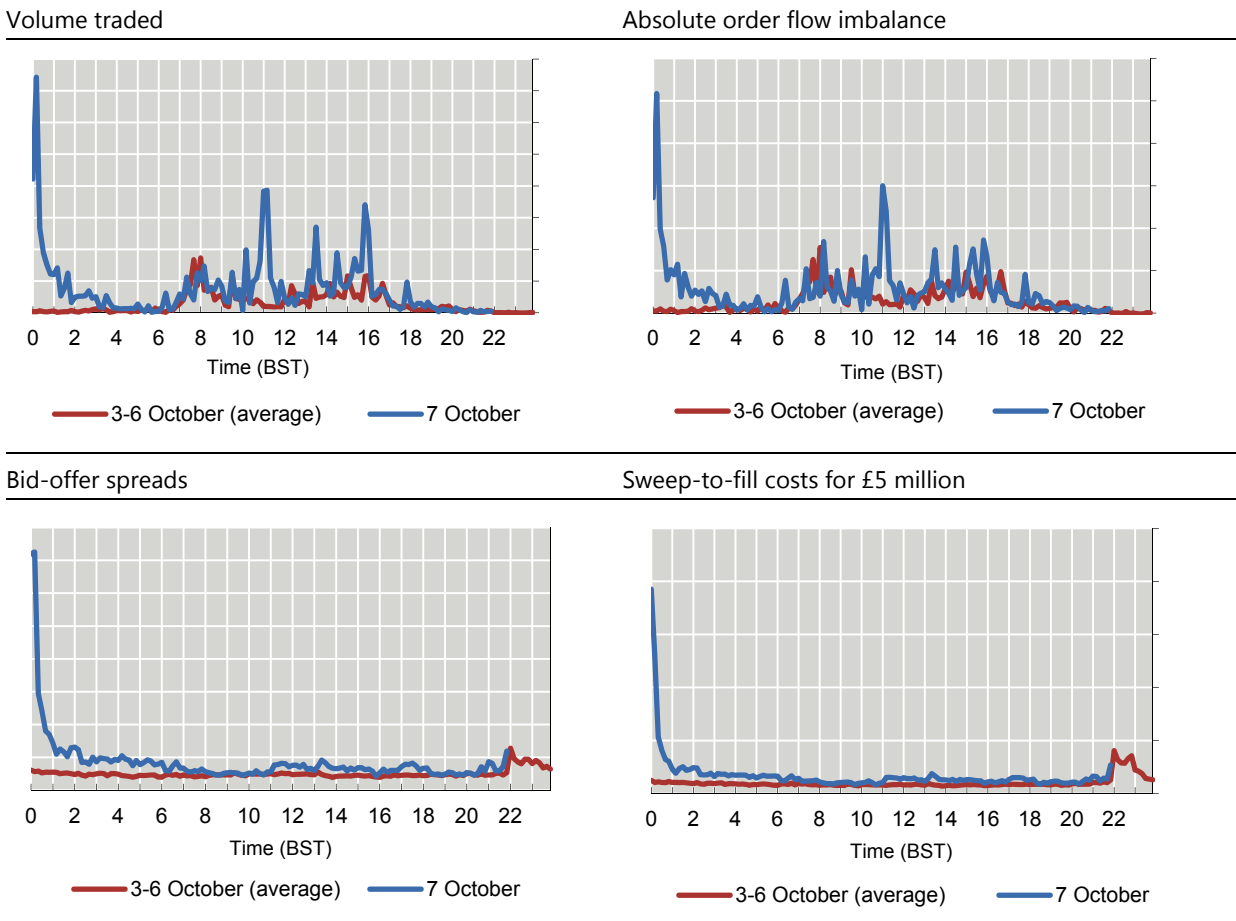 Volume traded
Absolute order flow imbalance
0 2 4 6 8 10 12 14 16 18 20 22
Time (BST)
3-6 October (average) 7 October
0 2 4 6 8 10 12 14 16 18 20 22
Time (BST)
3-6 October (average) 7 October
Bid-offer spreads
Sweep-to-fill costs for £5 million
0 2 4 6 8 10 12 14 16 18 20 22
Time (BST)
3-6 October (average) 7 October
0 2 4 6 8 10 12 14 16 18 20 22
Time (BST)
3-6 October (average) 7 October